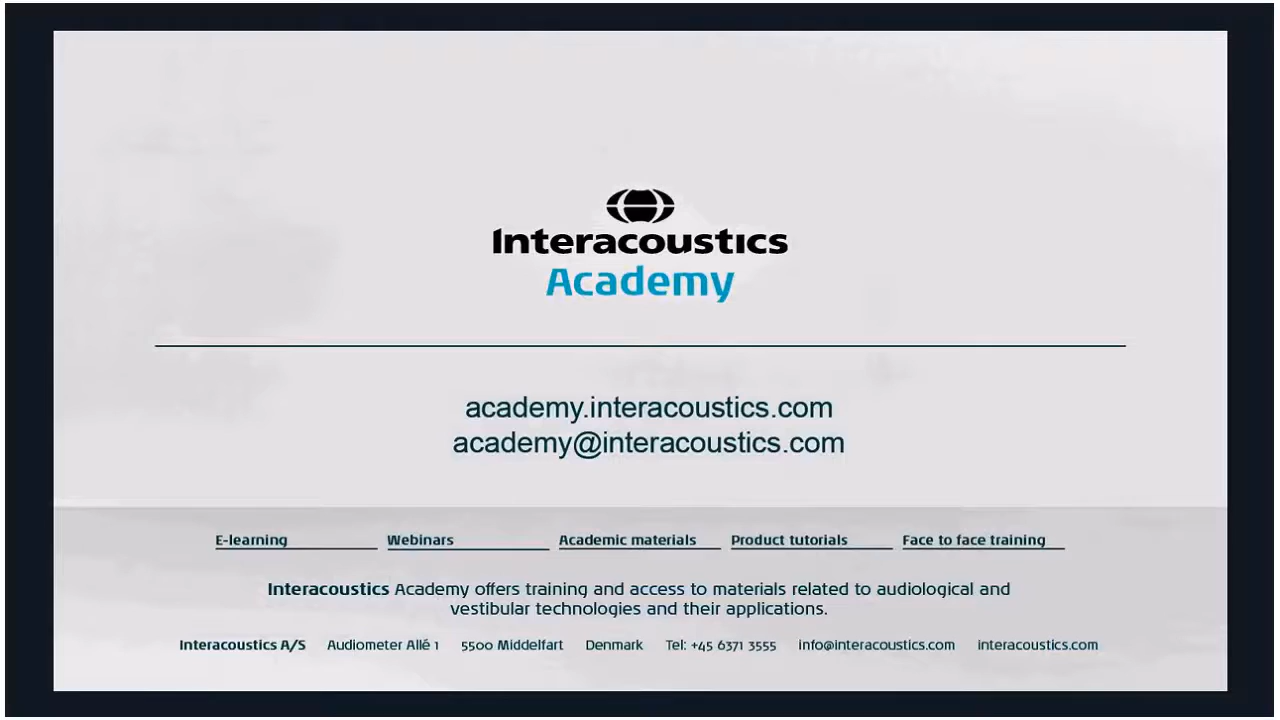 Interacoustics
Academy
academy.interacoustics.com
academy@interacoustics.com
E-learning Webinars Academic materials Product tutorials Face to face training
Interacoustics Academy offers training and access to materials related to audiological and
vestibular technologies and their applications.
Interacoustics A/S Audiometer Allé 1 5500 Middelfart Denmark Tel: +45 6371 3555 info@interacoustics.com interacoustics.com